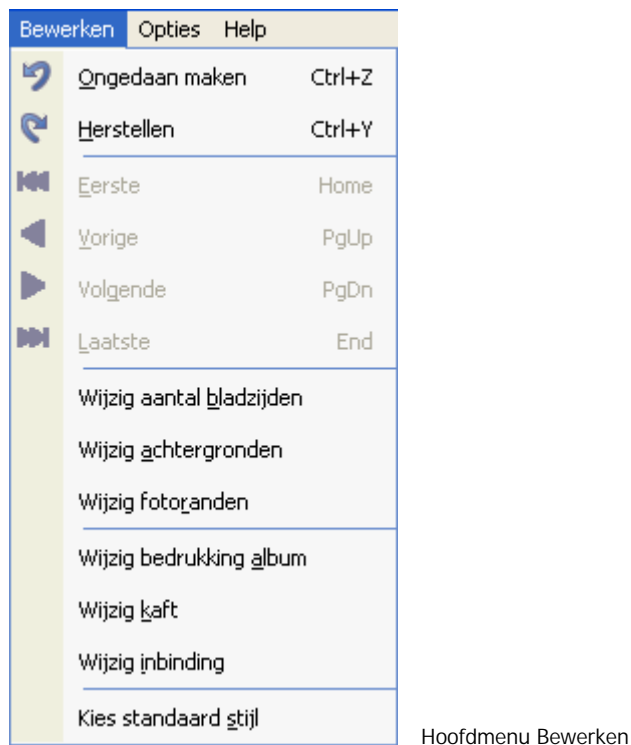 Bewerken Opties Help
Ongedaan maken Ctrl+Z
Herstellen Ctrl+Y
Eerste Home
Vorige PgUp
Volgende PgDn
Laatste End
Wijzig aantal bladzijden
Wijzig achtergronden
Wijzig fotoranden
Wijzig bedrukking album
Wijzig kaft
Wijzig inbinding
Kies standaard stijl
Hoofdmenu Bewerken